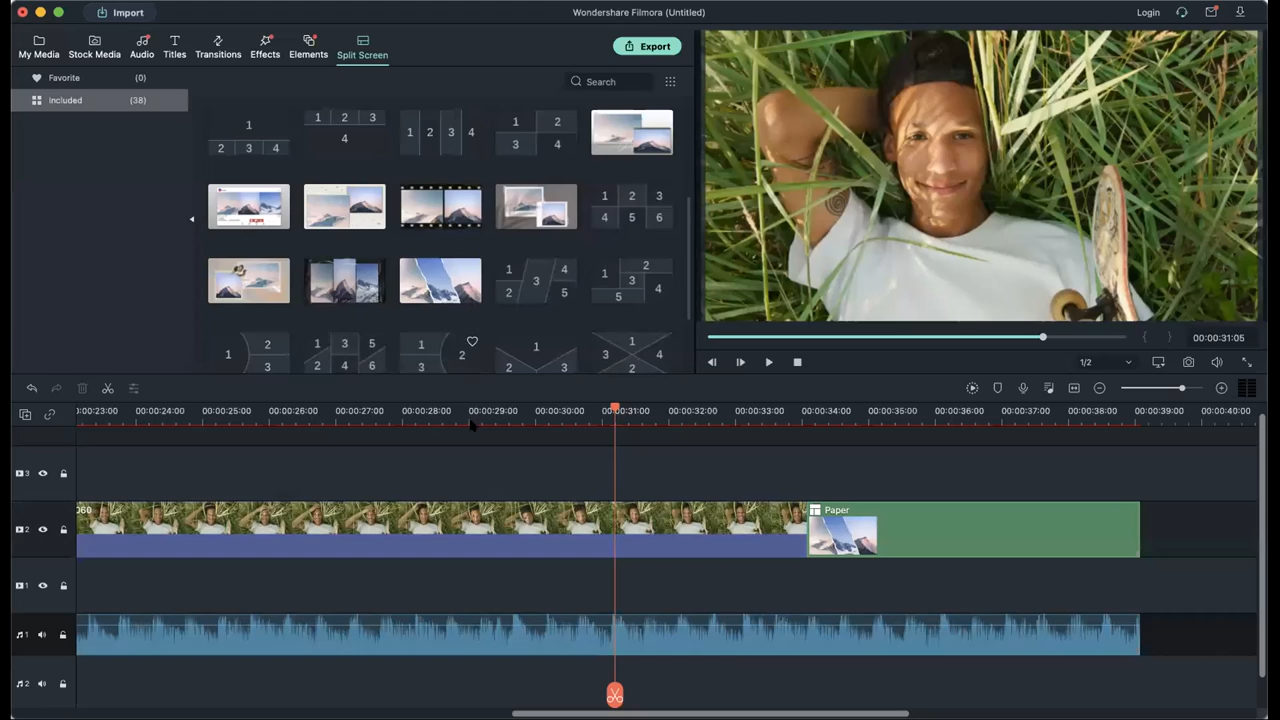 Import
Wondershare Filmora (Untitled)
Login
My Media
Stock Media
Audio
Titles
Transitions
Effects
Elements
Split Screen
Export
Favorite
(0)
Included
(38)
Search
1
2 3 4
1 2 3
4
1 2 3 4
1 2
3 4
1 2 3
4 5 6
1 4
3
2 5
2
1 3
4
5
2
1
3
1 3 5
2 4 6
1
2
3
1
3 4
2
00:00:31:05
1/2
00:00:23:00
00:00:24:00
00:00:25:00
00:00:26:00
00:00:27:00
00:00:28:00
00:00:29:00
00:00:30:00
00:00:31:00
00:00:32:00
00:00:33:00
00:00:34:00
00:00:35:00
00:00:36:00
00:00:37:00
00:00:38:00
00:00:39:00
00:00:40:00
3
2
060
Paper
1
1
2